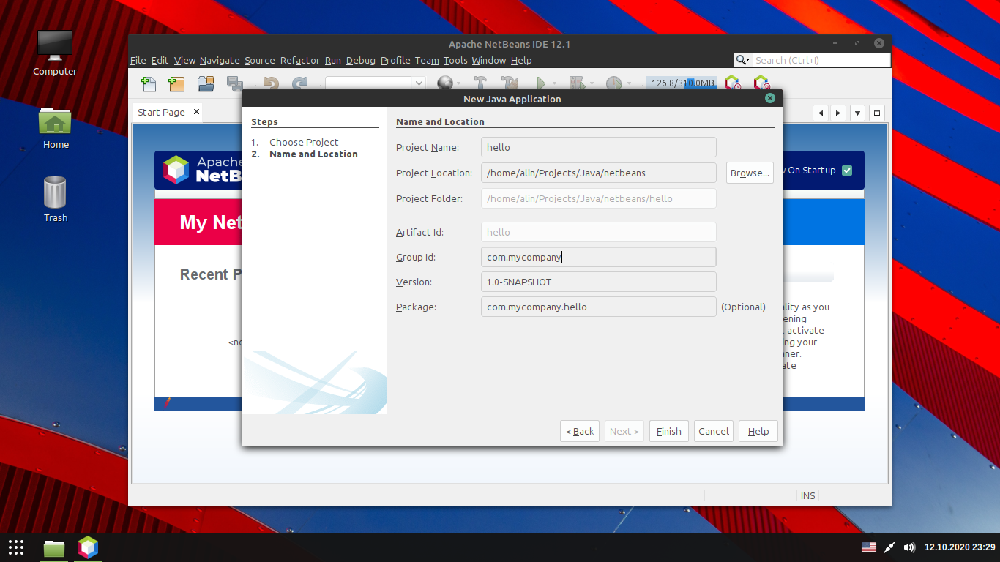 Computer
Home
Trash
Apache NetBeans IDE 12.1
File Edit View Navigate Source Refactor Run Debug Profile Team Tools Window Help
Search (Ctrl+I)
126.8/310.0MB
Start Page
Apache
NetB
On Startup
My Net
Recent P
<no
ality as you
ening
activate
ing your
aner.
ate
New Java Application
Steps
1. Choose Project
2. Name and Location
Name and Location
Project Name: hello
Project Location: /home/alin/Projects/Java/netbeans Browse...
Project Folder: /home/alin/Projects/Java/netbeans/hello
Artifact Id: hello
Group Id: com.mycompany
Version: 1.0-SNAPSHOT
Package: com.mycompany.hello (Optional)
< Back Next > Finish Cancel Help
INS
12.10.2020 23:29